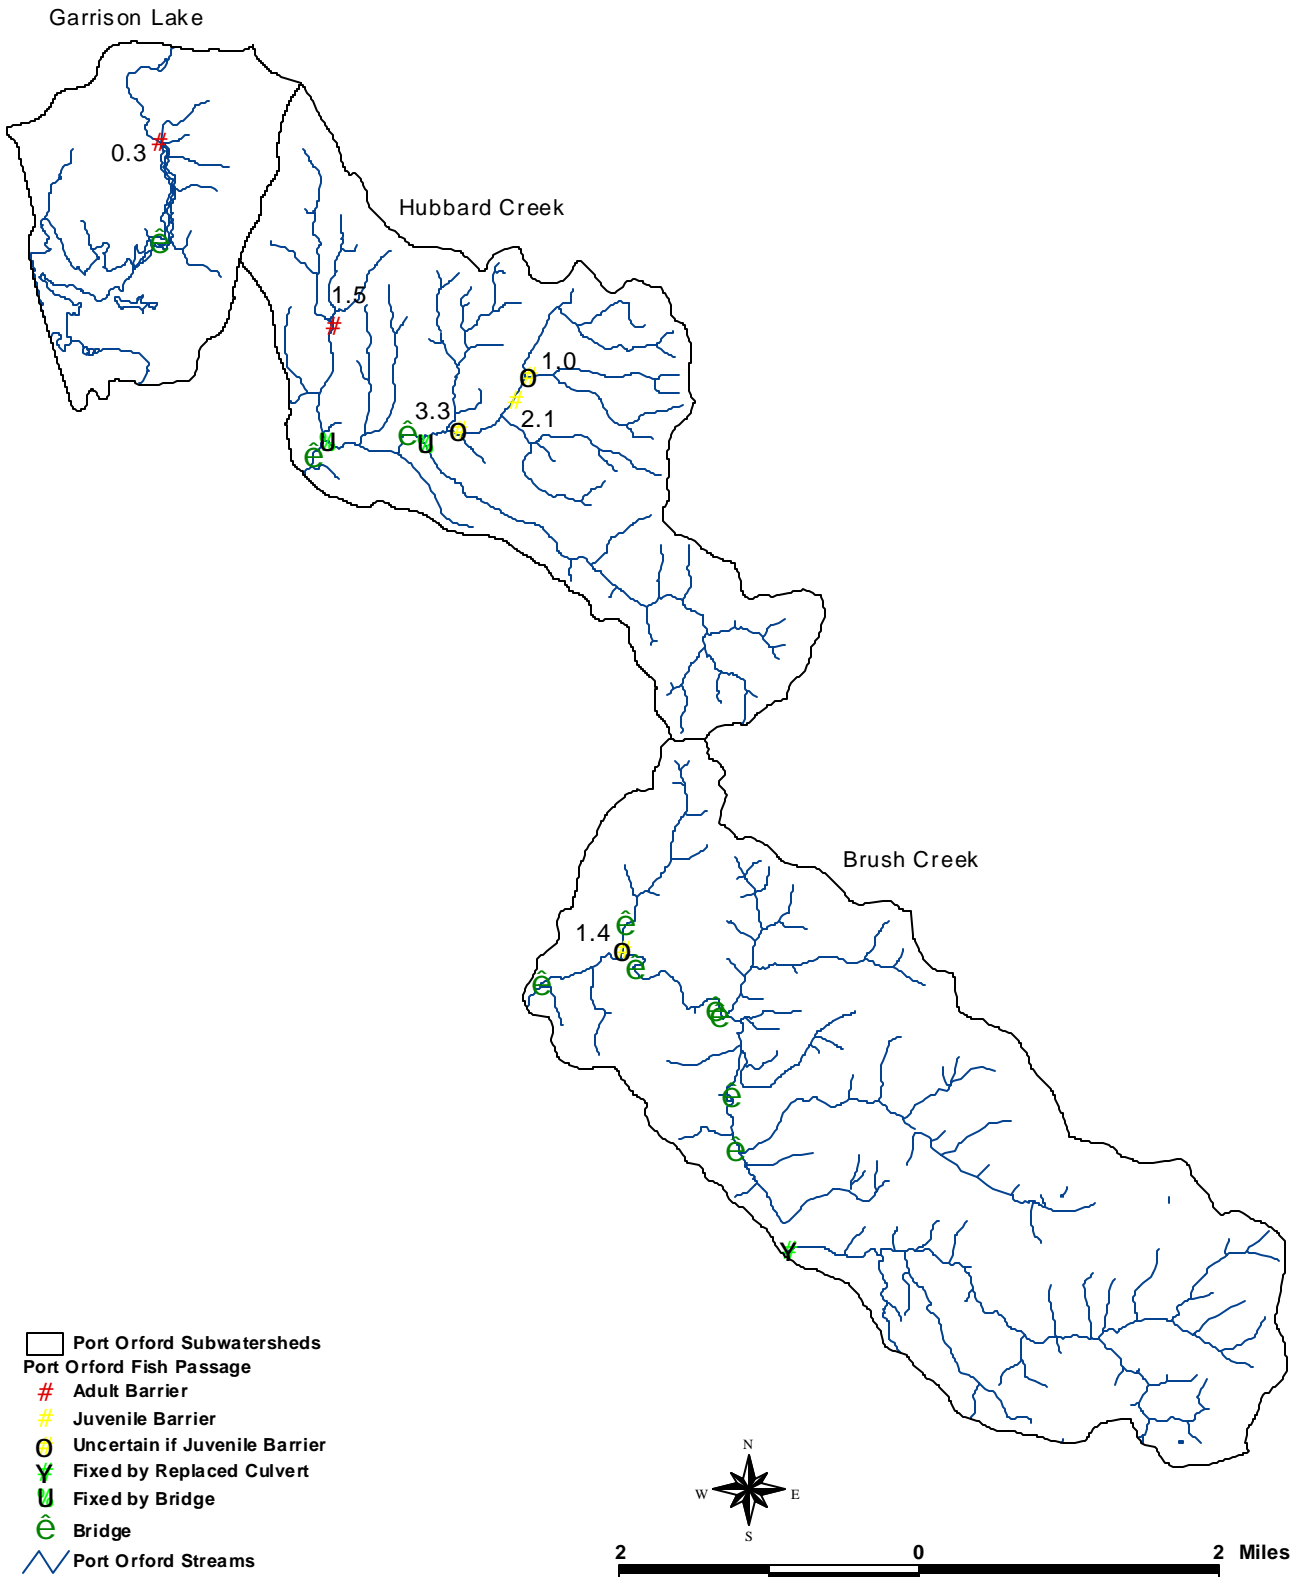 Garrison Lake
#
0.3
ê
Hubbard Creek
1.5
#
1.0
O
#
3.3
2.1
O
ê U
ê U
Brush Creek
ê
1.4
O
ê
ê
ê
ê
ê
ê
Y
Port Orford Subwatersheds
Port Orford Fish Passage
# Adult Barrier
# Juvenile Barrier
O Uncertain if Juvenile Barrier
Y Fixed by Replaced Culvert
U Fixed by Bridge
ê Bridge
Port Orford Streams
N
W E
S
2 0 2 Miles